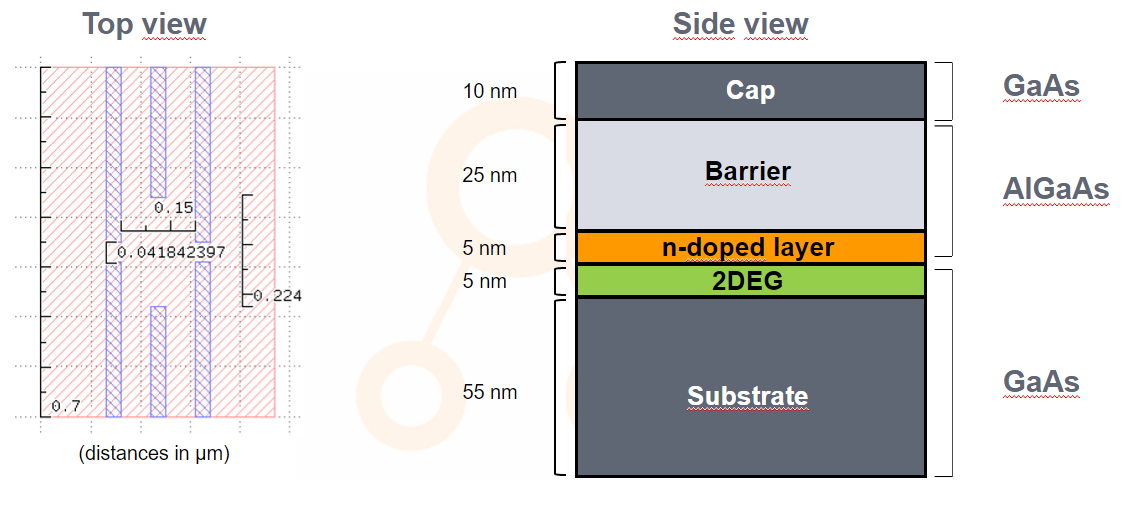 Top view
0.15
0.041842397
0.224
0.7
(distances in µm)
Side view
10 nm
Cap
GaAs
25 nm
Barrier
AlGaAs
5 nm
n-doped layer
5 nm
2DEG
55 nm
Substrate
GaAs